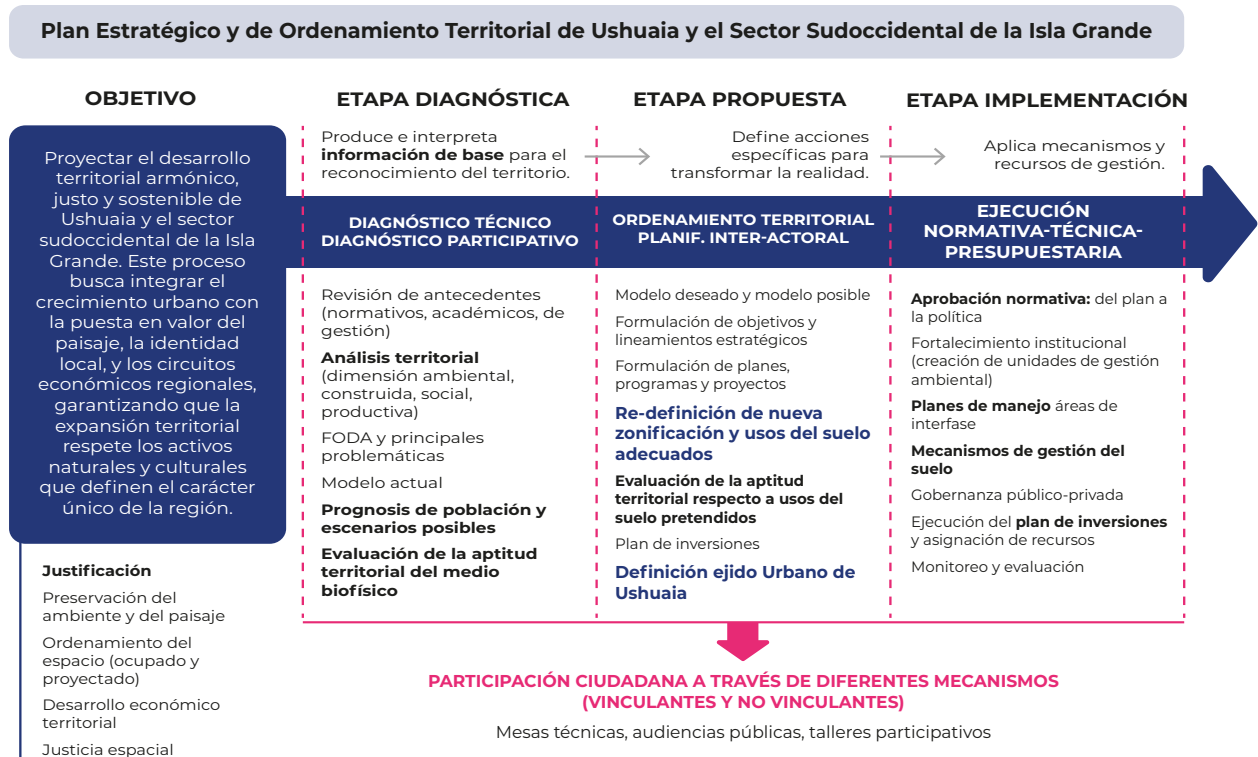 Plan Estratégico y de Ordenamiento Territorial de Ushuaia y el Sector Sudoccidental de la Isla Grande
OBJETIVO
Proyectar el desarrollo
territorial armónico,
justo y sostenible de
Ushuaia y el sector
sudoccidental de la Isla
Grande. Este proceso
busca integrar el
crecimiento urbano con
la puesta en valor del
paisaje, la identidad
local, y los circuitos
económicos regionales,
garantizando que la
expansión territorial
respete los activos
naturales y culturales
que definen el carácter
único de la región.
Justificación
Preservación del
ambiente y del paisaje
Ordenamiento del
espacio (ocupado y
proyectado)
Desarrollo económico
territorial
Justicia espacial
ETAPA DIAGNÓSTICA
Produce e interpreta
información de base para el
reconocimiento del territorio.
DIAGNÓSTICO TÉCNICO
DIAGNÓSTICO PARTICIPATIVO
Revisión de antecedentes
(normativos, académicos, de
gestión)
Análisis territorial
(dimensión ambiental,
construida, social,
productiva)
FODA y principales
problemáticas
Modelo actual
Prognosis de población y
escenarios posibles
Evaluación de la aptitud
territorial del medio
biofísico
ETAPA PROPUESTA
Define acciones
específicas para
transformar la realidad.
ORDENAMIENTO TERRITORIAL
PLANIF. INTER-ACTORAL
Modelo deseado y modelo posible
Formulación de objetivos y
lineamientos estratégicos
Formulación de planes,
programas y proyectos
Re-definición de nueva
zonificación y usos del suelo
adecuados
Evaluación de la aptitud
territorial respecto a usos del
suelo pretendidos
Plan de inversiones
Definición ejido Urbano de
Ushuaia
ETAPA IMPLEMENTACIÓN
Aplica mecanismos y
recursos de gestión.
EJECUCIÓN
NORMATIVA-TÉCNICA-
PRESUPUESTARIA
Aprobación normativa: del plan a
la política
Fortalecimiento institucional
(creación de unidades de gestión
ambiental)
Planes de manejo áreas de
interfase
Mecanismos de gestión del
suelo
Gobernanza público-privada
Ejecución del plan de inversiones
y asignación de recursos
Monitoreo y evaluación
PARTICIPACIÓN CIUDADANA A TRAVÉS DE DIFERENTES MECANISMOS
(VINCULANTES Y NO VINCULANTES)
Mesas técnicas, audiencias públicas, talleres participativos